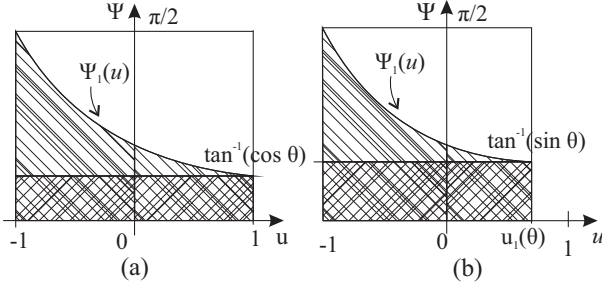 Ψ π/2
Ψ₁(u)
tan⁻¹(cos θ)
-1 0 1 u
(a)
Ψ π/2
Ψ₁(u)
tan⁻¹(sin θ)
-1 0 u₁(θ) 1 u
(b)